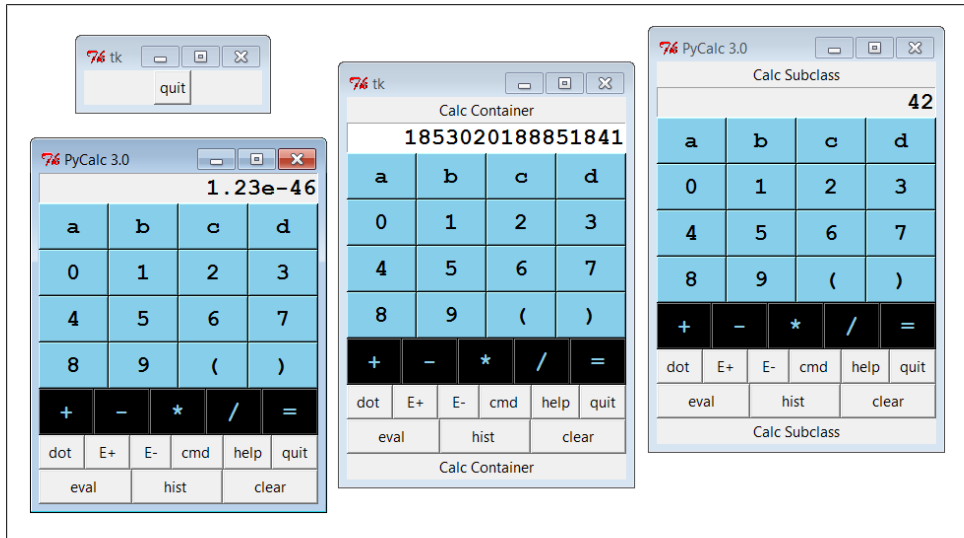 tk
quit
PyCalc 3.0
1.23e-46
a b c d
0 1 2 3
4 5 6 7
8 9 ( )
+ - * / =
dot E+ E- cmd help quit
eval hist clear
tk
Calc Container
1853020188851841
a b c d
0 1 2 3
4 5 6 7
8 9 ( )
+ - * / =
dot E+ E- cmd help quit
eval hist clear
Calc Container
PyCalc 3.0
Calc Subclass
42
a b c d
0 1 2 3
4 5 6 7
8 9 ( )
+ - * / =
dot E+ E- cmd help quit
eval hist clear
Calc Subclass